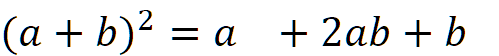 (a + b)² = a + 2ab + b